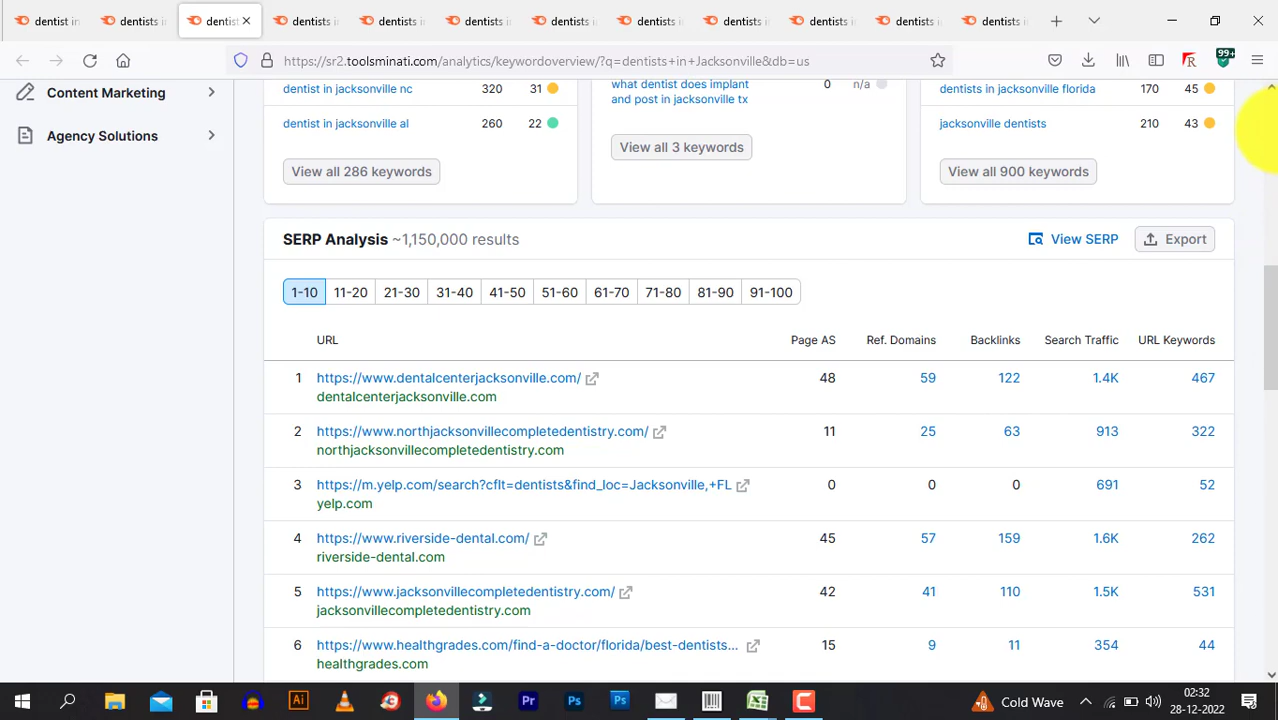 dentist in
dentists in
dentist
dentists i
dentists i
dentists i
dentists i
dentists i
dentists i
dentists i
dentists i
dentists i
https://sr2.toolsminati.com/analytics/keywordoverview/?q=dentists+in+Jacksonville&db=us
99+
Content Marketing
Agency Solutions
dentist in jacksonville nc 320 31
dentist in jacksonville al 260 22
View all 286 keywords
what dentist does implant 0 n/a
and post in jacksonville tx
View all 3 keywords
dentists in jacksonville florida 170 45
jacksonville dentists 210 43
View all 900 keywords
SERP Analysis ~1,150,000 results
View SERP
Export
1-10 11-20 21-30 31-40 41-50 51-60 61-70 71-80 81-90 91-100
URL Page AS Ref. Domains Backlinks Search Traffic URL Keywords
1 https://www.dentalcenterjacksonville.com/ 48 59 122 1.4K 467
dentalcenterjacksonville.com
2 https://www.northjacksonvillecompletedentistry.com/ 11 25 63 913 322
northjacksonvillecompletedentistry.com
3 https://m.yelp.com/search?cflt=dentists&find_loc=Jacksonville,+FL 0 0 0 691 52
yelp.com
4 https://www.riverside-dental.com/ 45 57 159 1.6K 262
riverside-dental.com
5 https://www.jacksonvillecompletedentistry.com/ 42 41 110 1.5K 531
jacksonvillecompletedentistry.com
6 https://www.healthgrades.com/find-a-doctor/florida/best-dentists... 15 9 11 354 44
healthgrades.com
Ai
Pr
Ps
Ps
Cold Wave
02:32
28-12-2022